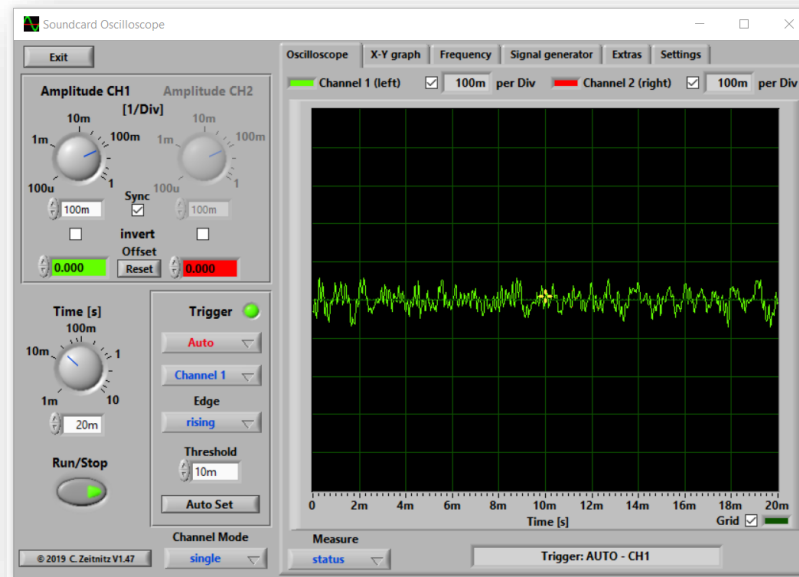 Soundcard Oscilloscope
Exit
Oscilloscope X-Y graph Frequency Signal generator Extras Settings
Channel 1 (left) 100m per Div Channel 2 (right) 100m per Div
Amplitude CH1 Amplitude CH2
[1/Div]
10m 10m
1m 100m 1m 100m
100u 1 100u 1
Sync
100m 100m
invert
Offset
0.000 Reset 0.000
Time [s]
100m
10m 1
1m 10
20m
Run/Stop
Trigger
Auto
Channel 1
Edge
rising
Threshold
10m
Auto Set
Channel Mode
single
© 2019 C. Zeitnitz V1.47
0 2m 4m 6m 8m 10m 12m 14m 16m 18m 20m
Time [s]
Grid
Measure
status
Trigger: AUTO - CH1